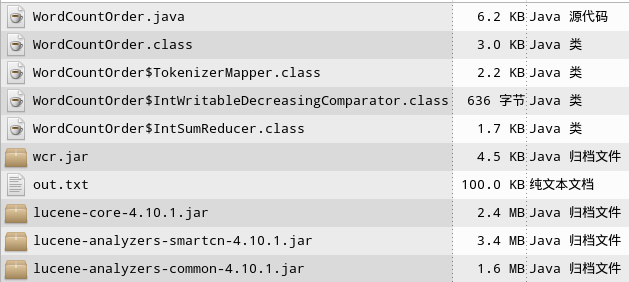 WordCountOrder.java 6.2 KB Java 源代码
WordCountOrder.class 3.0 KB Java 类
WordCountOrder$TokenizerMapper.class 2.2 KB Java 类
WordCountOrder$IntWritableDecreasingComparator.class 636 字节 Java 类
WordCountOrder$IntSumReducer.class 1.7 KB Java 类
wcr.jar 4.5 KB Java 归档文件
out.txt 100.0 KB 纯文本文档
lucene-core-4.10.1.jar 2.4 MB Java 归档文件
lucene-analyzers-smartcn-4.10.1.jar 3.4 MB Java 归档文件
lucene-analyzers-common-4.10.1.jar 1.6 MB Java 归档文件